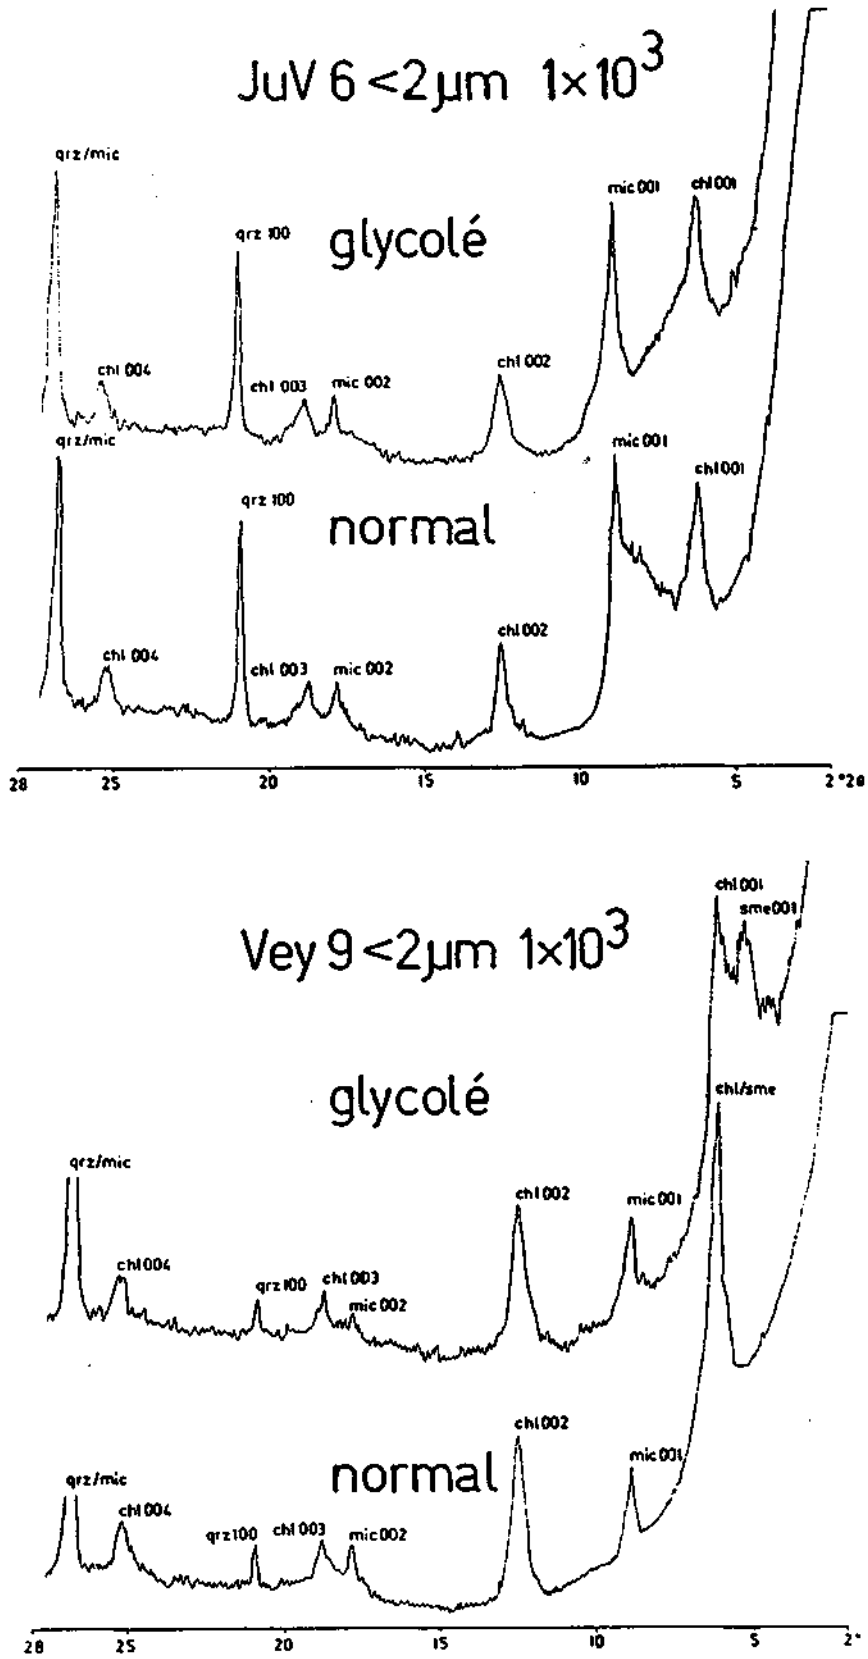 JuV 6 <2µm 1×10³
qrz/mic
mic 001
chl 001
qrz 100
glycolé
chl 004
chl 003
mic 002
chl 002
qrz/mic
mic 001
chl 001
qrz 100
normal
chl 002
chl 004
chl 003
mic 002
28 25 20 15 10 5 2 °2θ
chl 001
sme 001
Vey 9 <2µm 1×10³
glycolé
chl/sme
qrz/mic
chl 002
mic 001
chl 004
qrz 100
chl 003
mic 002
chl 002
normal
mic 001
qrz/mic
chl 004
qrz 100
chl 003
mic 002
28 25 20 15 10 5 2°